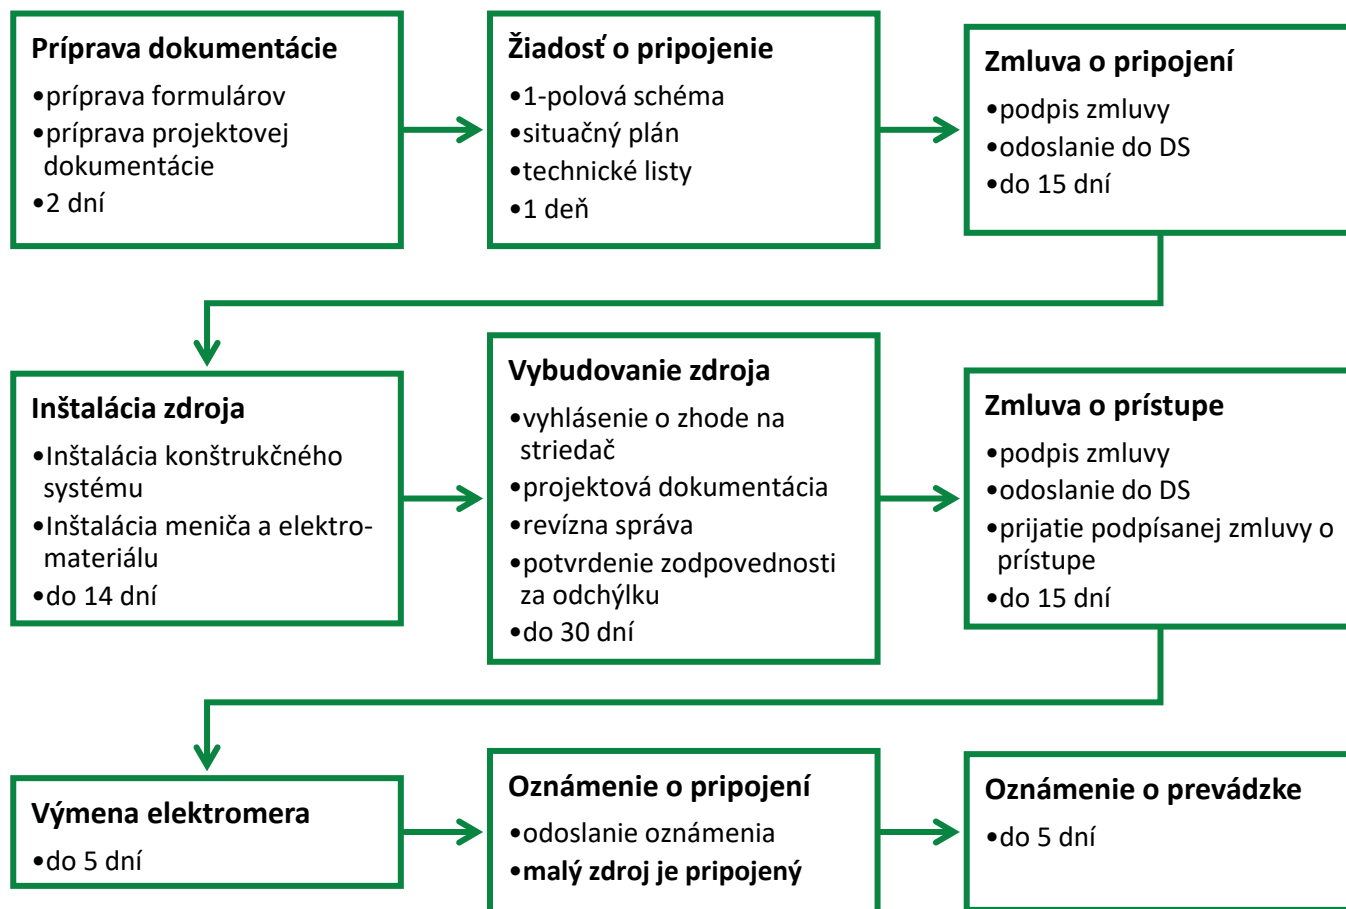 Príprava dokumentácie
•príprava formulárov
•príprava projektovej
dokumentácie
•2 dní
Žiadosť o pripojenie
•1-polová schéma
•situačný plán
•technické listy
•1 deň
Zmluva o pripojení
•podpis zmluvy
•odoslanie do DS
•do 15 dní
Inštalácia zdroja
•Inštalácia konštrukčného
systému
•Inštalácia meniča a elektro-
materiálu
•do 14 dní
Vybudovanie zdroja
•vyhlásenie o zhode na
striedač
•projektová dokumentácia
•revízna správa
•potvrdenie zodpovednosti
za odchýlku
•do 30 dní
Zmluva o prístupe
•podpis zmluvy
•odoslanie do DS
•prijatie podpísanej zmluvy o
prístupe
•do 15 dní
Výmena elektromera
•do 5 dní
Oznámenie o pripojení
•odoslanie oznámenia
•malý zdroj je pripojený
Oznámenie o prevádzke
•do 5 dní